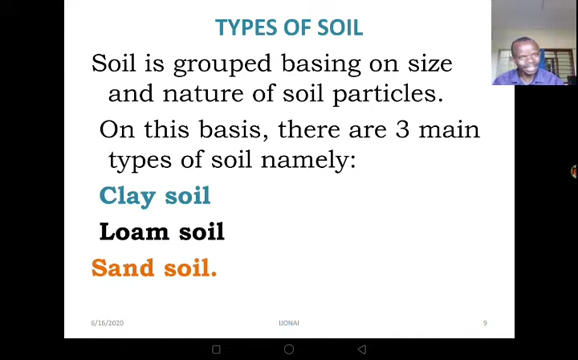 TYPES OF SOIL
Soil is grouped basing on size
and nature of soil particles.
On this basis, there are 3 main
types of soil namely:
Clay soil
Loam soil
Sand soil.
6/16/2020
IJONAI
9